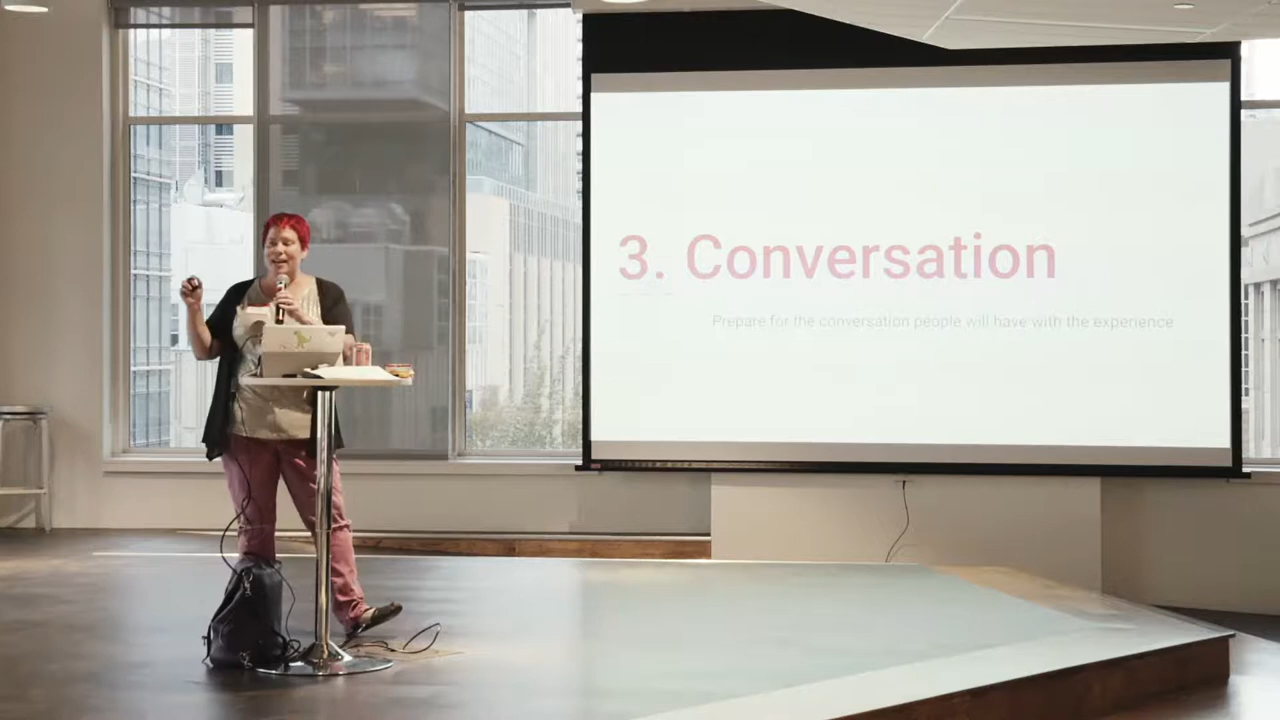 3. Conversation
Prepare for the conversation people will have with the experience